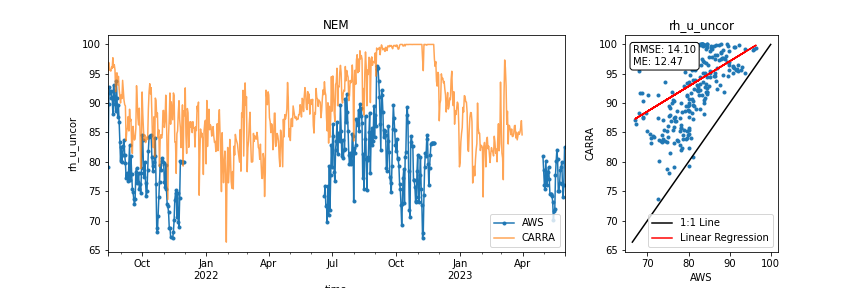 NEM
rh_u_uncor
100
95
90
85
80
75
70
65
Oct
Jan
2022
Apr
Jul
Oct
Jan
2023
Apr
AWS
CARRA
rh_u_uncor
RMSE: 14.10
ME: 12.47
CARRA
100
95
90
85
80
75
70
65
70
80
90
100
AWS
1:1 Line
Linear Regression